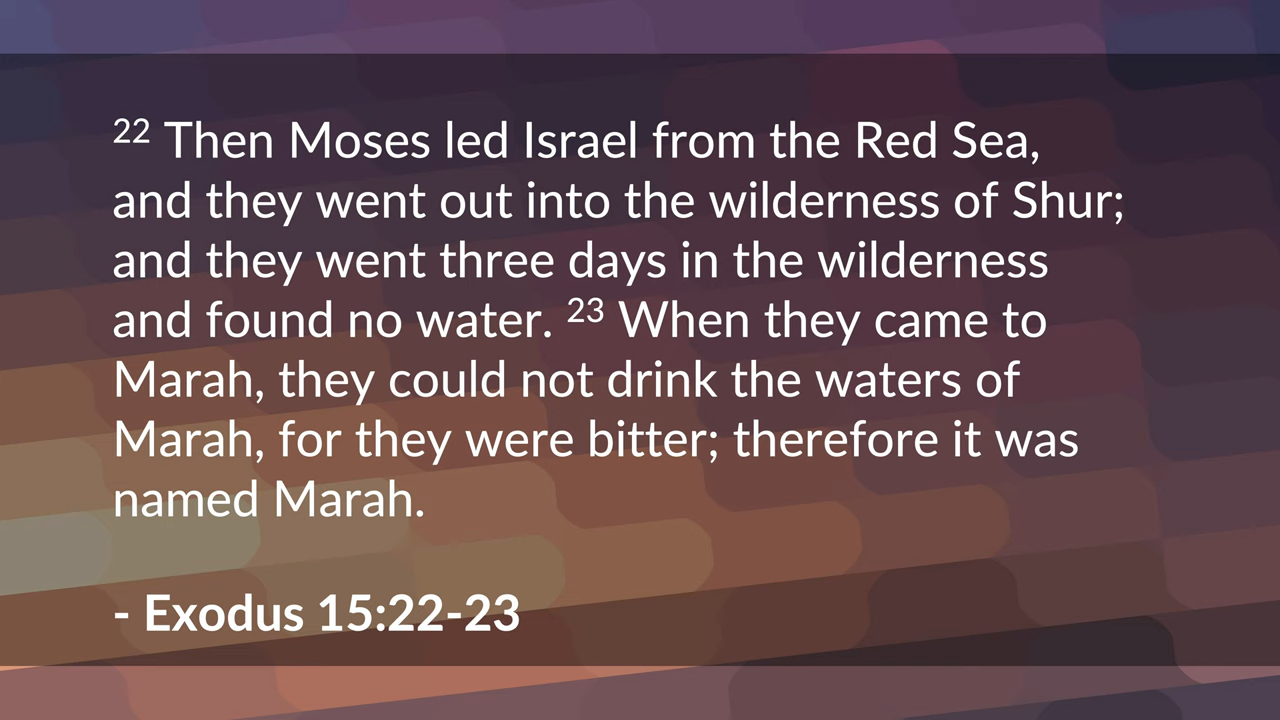 22 Then Moses led Israel from the Red Sea,
and they went out into the wilderness of Shur;
and they went three days in the wilderness
and found no water. 23 When they came to
Marah, they could not drink the waters of
Marah, for they were bitter; therefore it was
named Marah.
- Exodus 15:22-23